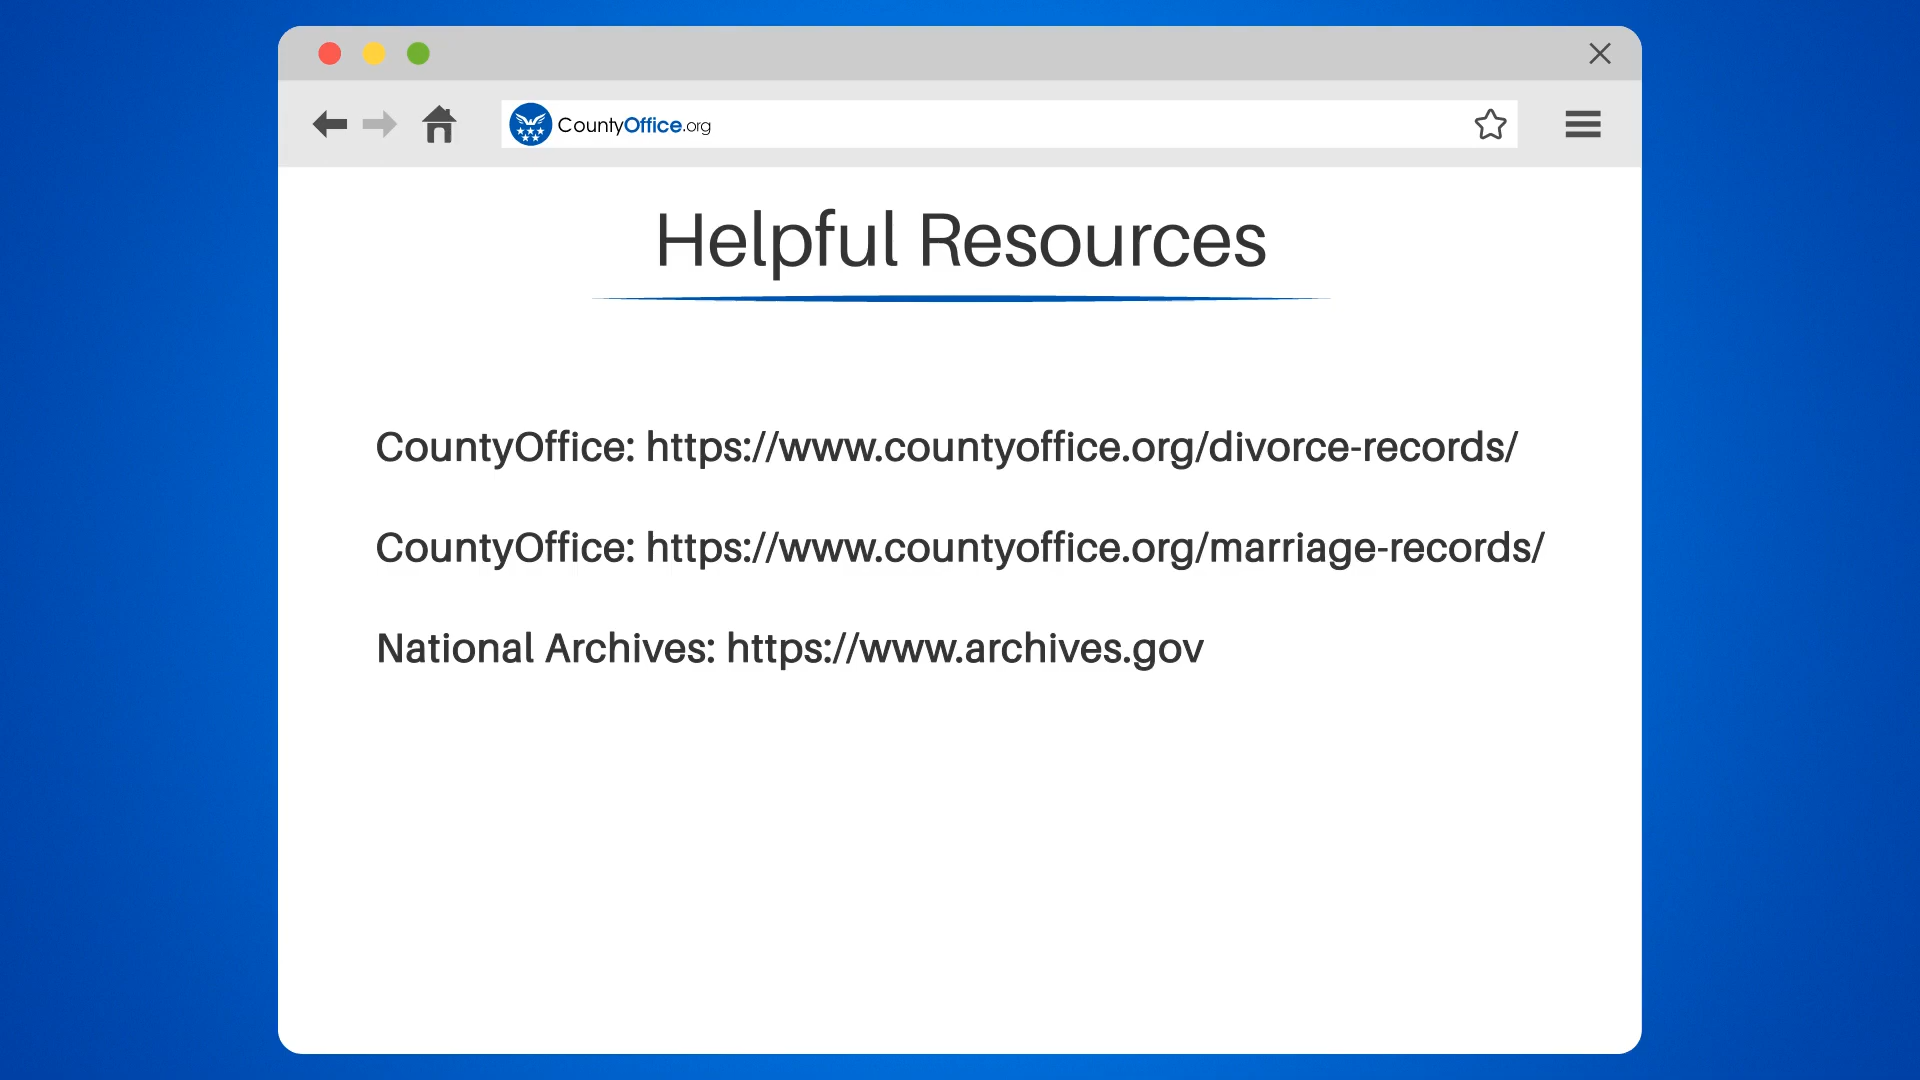 CountyOffice.org
Helpful Resources
CountyOffice: https://www.countyoffice.org/divorce-records/
CountyOffice: https://www.countyoffice.org/marriage-records/
National Archives: https://www.archives.gov